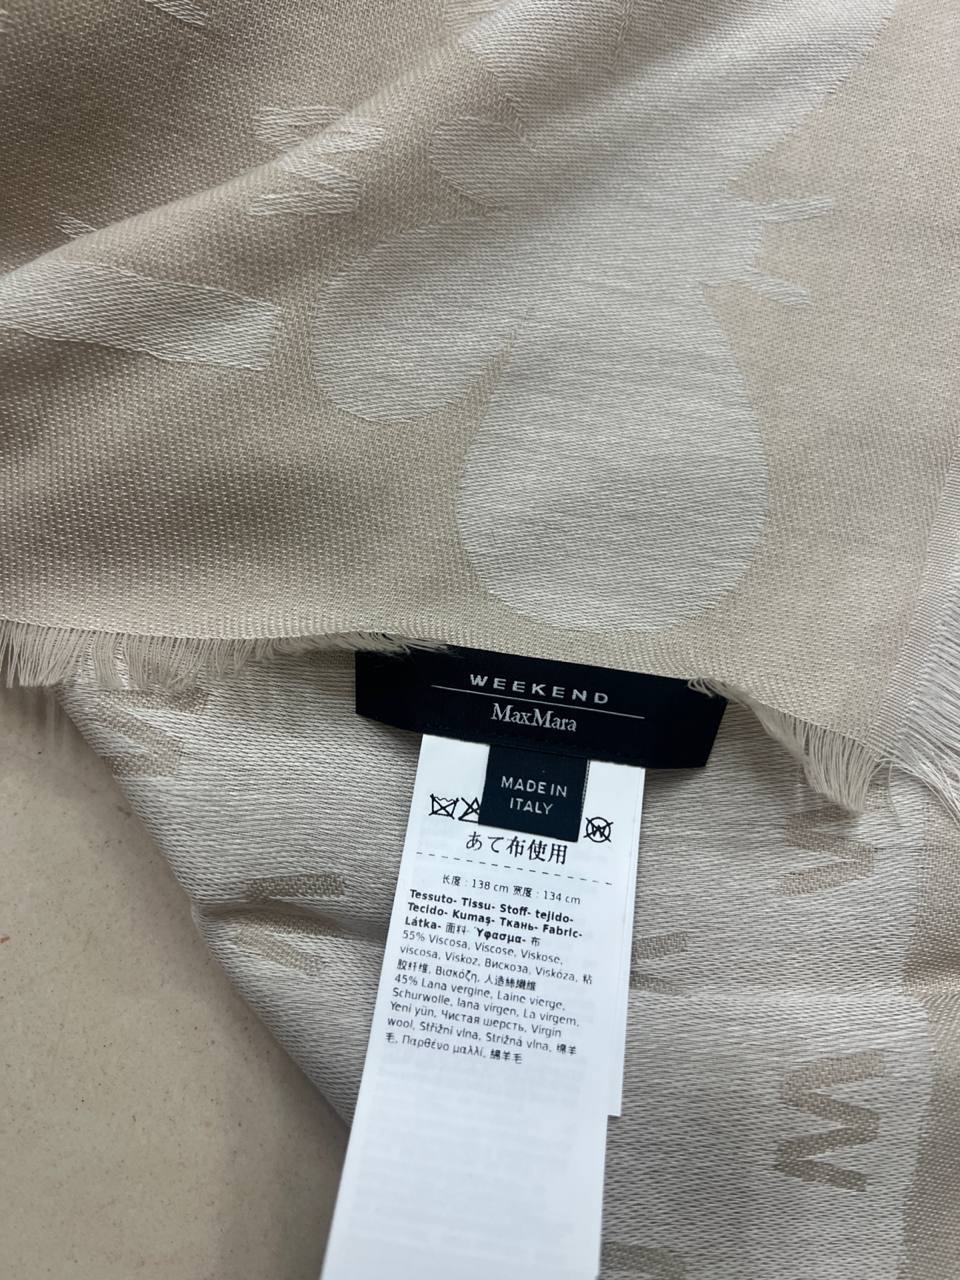 WEEKEND
MaxMara
MADE IN
ITALY
あて布使用
长度 : 138 cm 宽度 : 134 cm
Tessuto- Tissu- Stoff- tejido-
Tecido- Kumaş- Ткань- Fabric-
Látka- 面料- Ύφασμα- 布
55% Viscosa, Viscose, Viskose,
viscosa, Viskoz, Вискоза, Viskóza, 粘
胶纤维, Βισκόζη, 人造絲纖維
45% Lana vergine, Laine vierge,
Schurwolle, lana virgen, La virgem,
Yeni yün, Чистая шерсть, Virgin
wool, Střižní vlna, Strižná vlna, 绵羊
毛, Παρθένο μαλλί, 綿羊毛
W